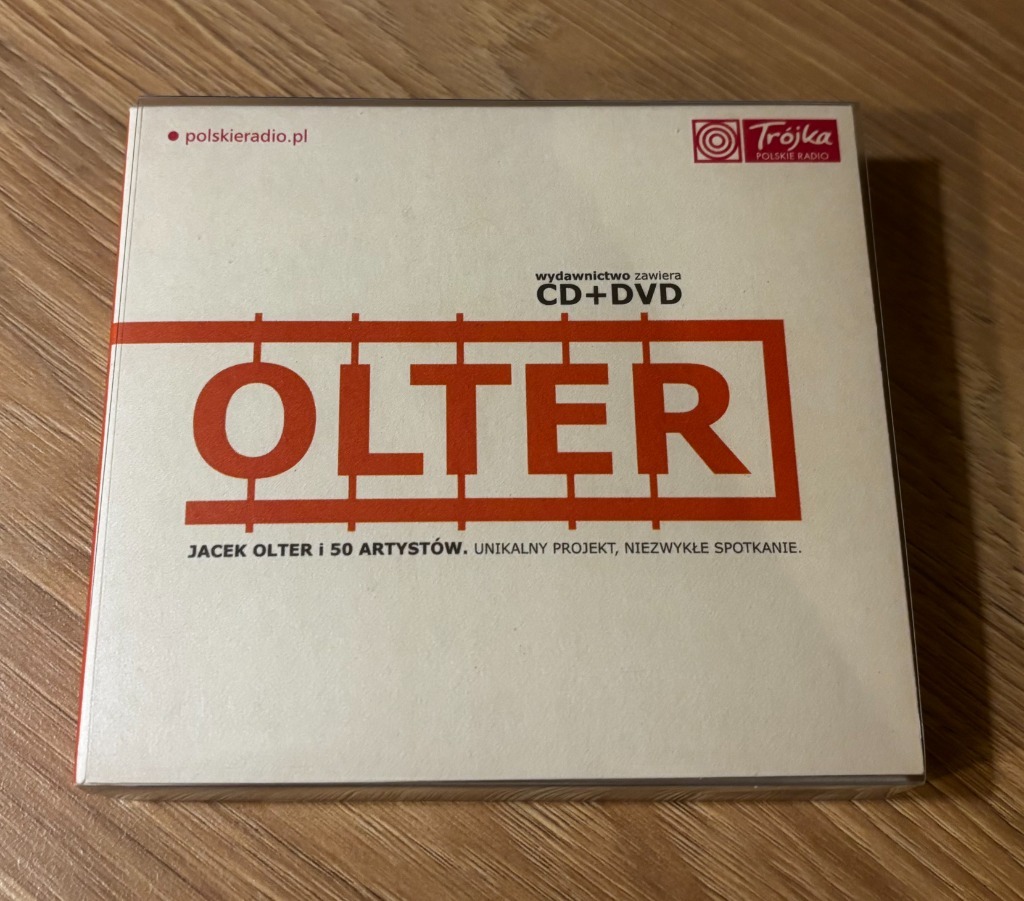 polskieradio.pl
Trójka
POLSKIE RADIO
wydawnictwo zawiera
CD+DVD
OLTER
JACEK OLTER i 50 ARTYSTÓW. UNIKALNY PROJEKT, NIEZWYKŁE SPOTKANIE.